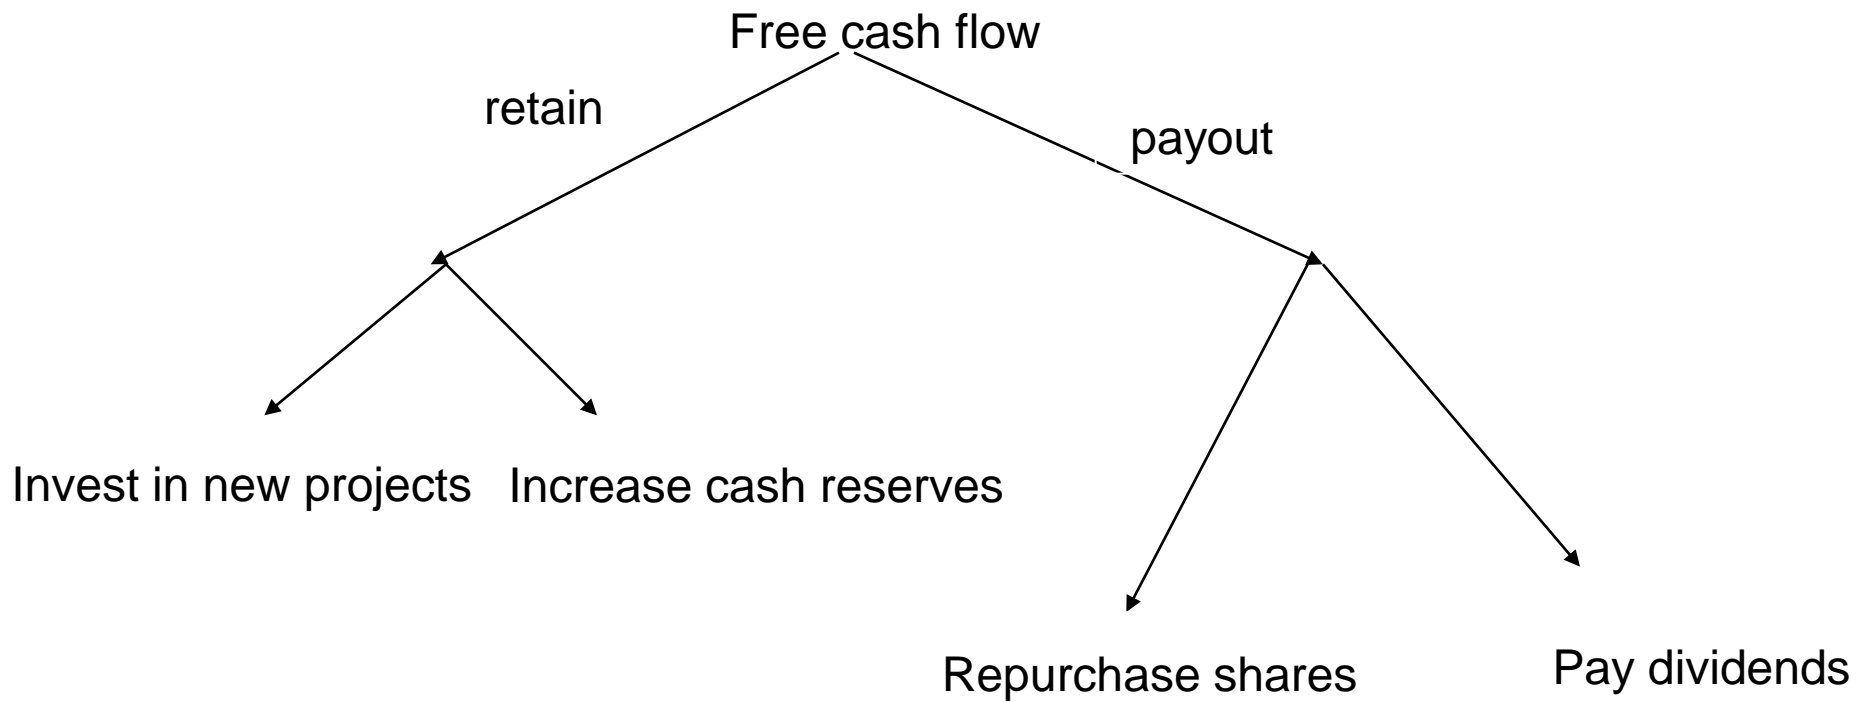 Free cash flow
retain
payout
Invest in new projects
Increase cash reserves
Repurchase shares
Pay dividends